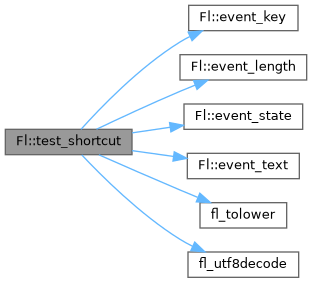 Fl::event_key
Fl::event_length
Fl::event_state
Fl::test_shortcut
Fl::event_text
fl_tolower
fl_utf8decode